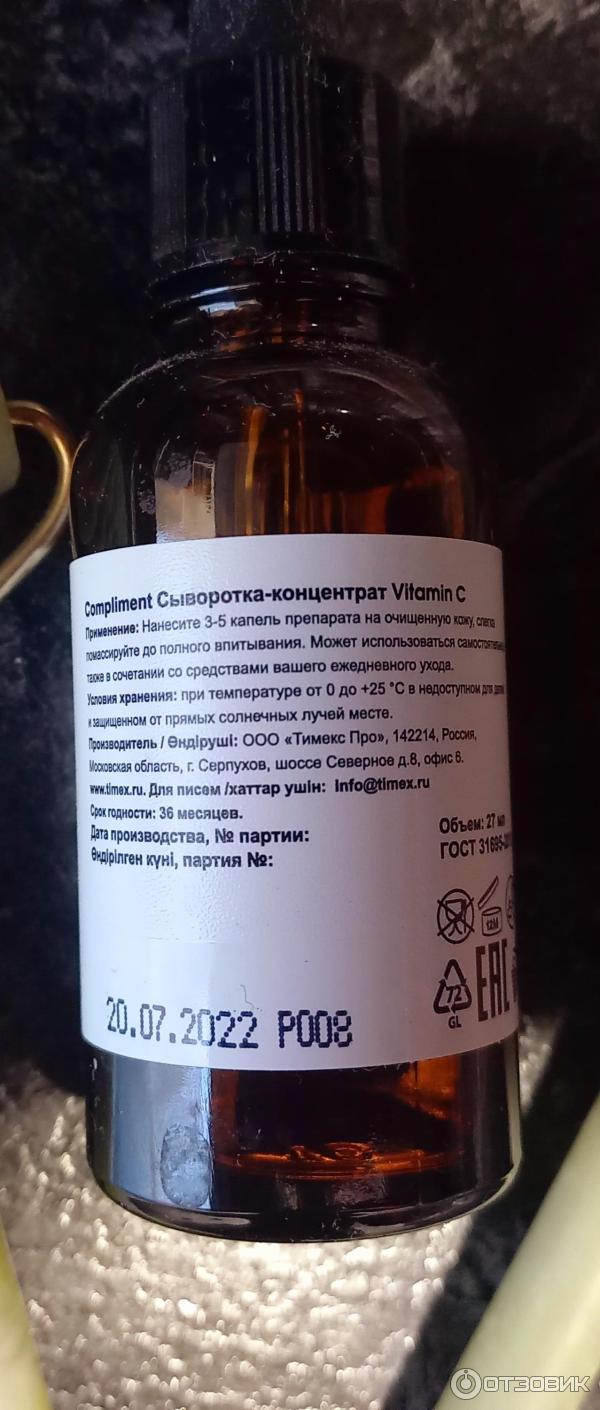 Compliment Сыворотка-концентрат Vitamin C
Применение: Нанесите 3-5 капель препарата на очищенную кожу, слегка
помассируйте до полного впитывания. Может использоваться
также в сочетании со средствами вашего ежедневного ухода.
Условия хранения: при температуре от 0 до +25 °C в недоступном для детей
и защищенном от прямых солнечных лучей месте.
Производитель / Өндіруші: ООО «Тимекс Про», 142214, Россия,
Московская область, г. Серпухов, шоссе Северное д.8, офис 6.
www.timex.ru. Для писем /хаттар үшін: Info@timex.ru
Срок годности: 36 месяцев.
Дата производства, № партии:
Өндірілген күні, партия №:
Объем: 27 мл
ГОСТ
12M
72
GL
EAC
20.07.2022 P008
ОТЗОВИК